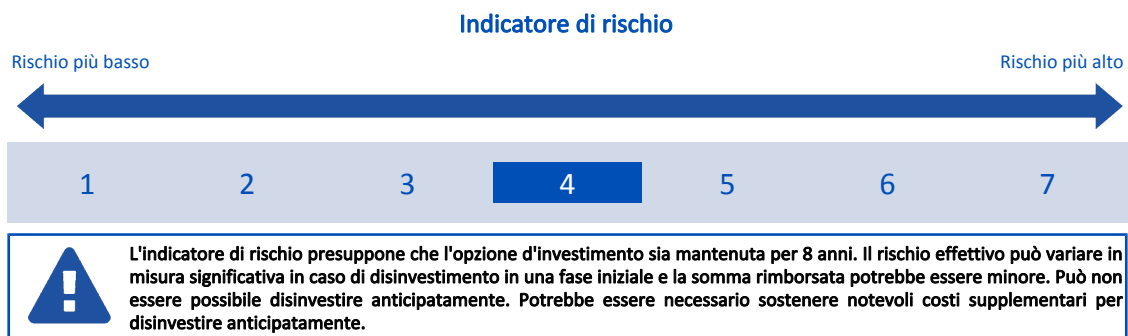 Indicatore di rischio
Rischio più basso Rischio più alto
1 2 3 4 5 6 7
L'indicatore di rischio presuppone che l'opzione d'investimento sia mantenuta per 8 anni. Il rischio effettivo può variare in
misura significativa in caso di disinvestimento in una fase iniziale e la somma rimborsata potrebbe essere minore. Può non
essere possibile disinvestire anticipatamente. Potrebbe essere necessario sostenere notevoli costi supplementari per
disinvestire anticipatamente.